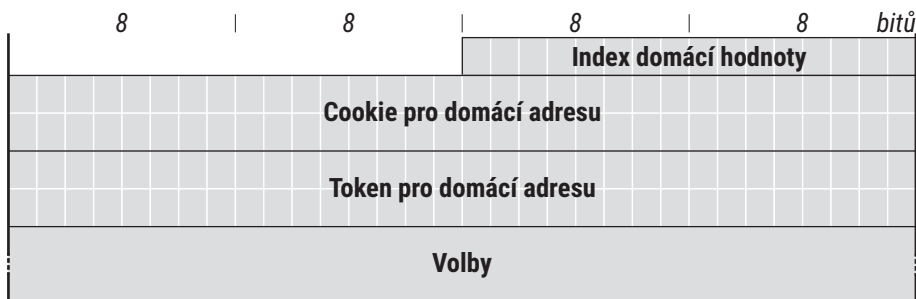 8 8 8 8 bitů
Index domácí hodnoty
Cookie pro domácí adresu
Token pro domácí adresu
Volby